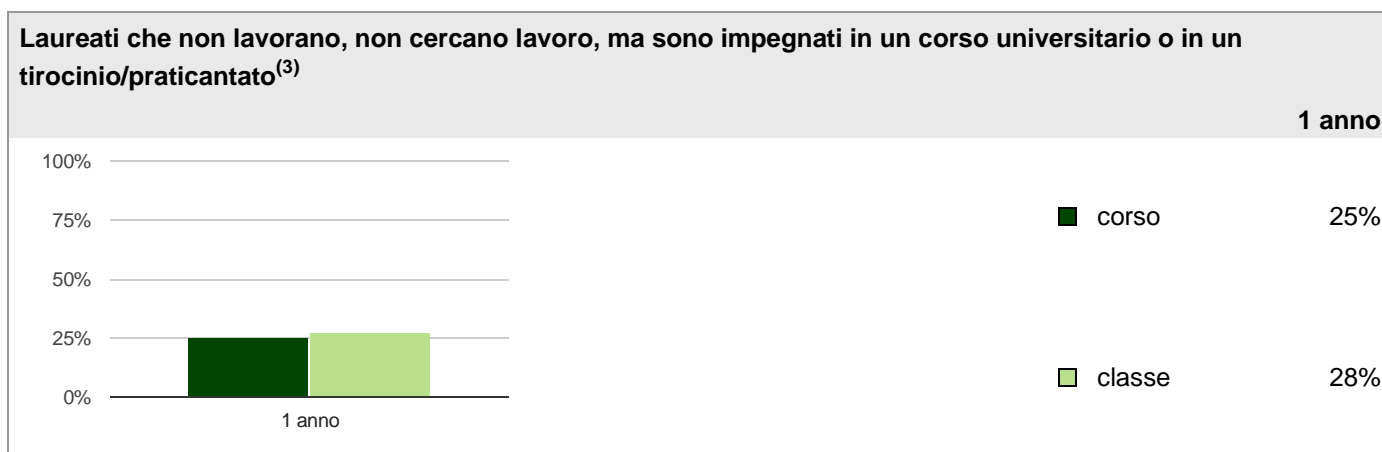 Laureati che non lavorano, non cercano lavoro, ma sono impegnati in un corso universitario o in un
tirocinio/praticantato(3)
1 anno
100%
75%
50%
25%
0%
1 anno
corso 25%
classe 28%